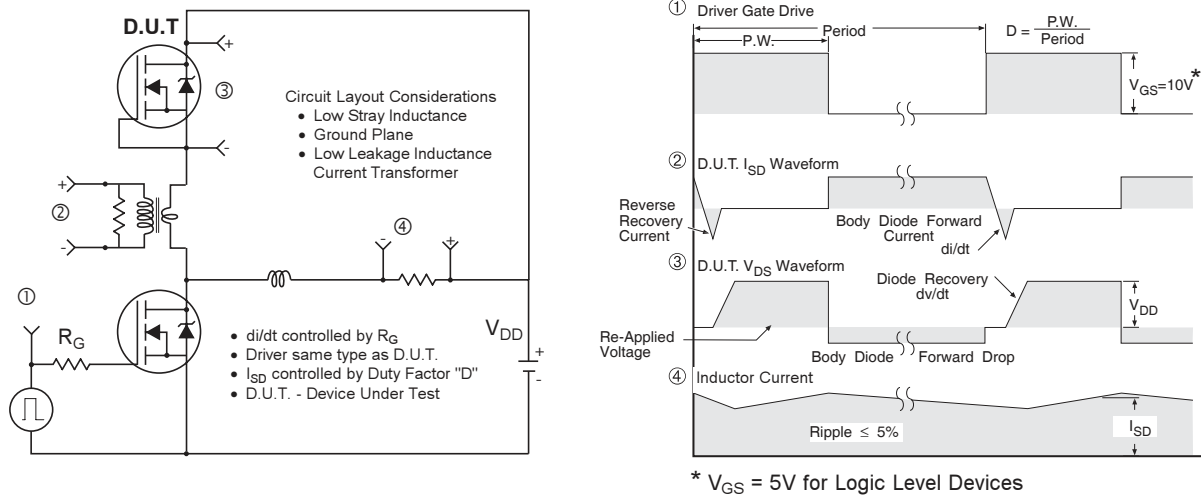 D.U.T
+
③
-
Circuit Layout Considerations
• Low Stray Inductance
• Ground Plane
• Low Leakage Inductance
Current Transformer
+
②
-
④
-
+
①
R_G
V_DD
+
-
• di/dt controlled by R_G
• Driver same type as D.U.T.
• I_SD controlled by Duty Factor "D"
• D.U.T. - Device Under Test
① Driver Gate Drive
P.W.
Period
D = P.W.
Period
V_GS=10V *
② D.U.T. I_SD Waveform
Reverse
Recovery
Current
Body Diode Forward
Current
di/dt
③ D.U.T. V_DS Waveform
Diode Recovery
dv/dt
V_DD
Re-Applied
Voltage
Body Diode Forward Drop
④ Inductor Current
Ripple ≤ 5%
I_SD
* V_GS = 5V for Logic Level Devices